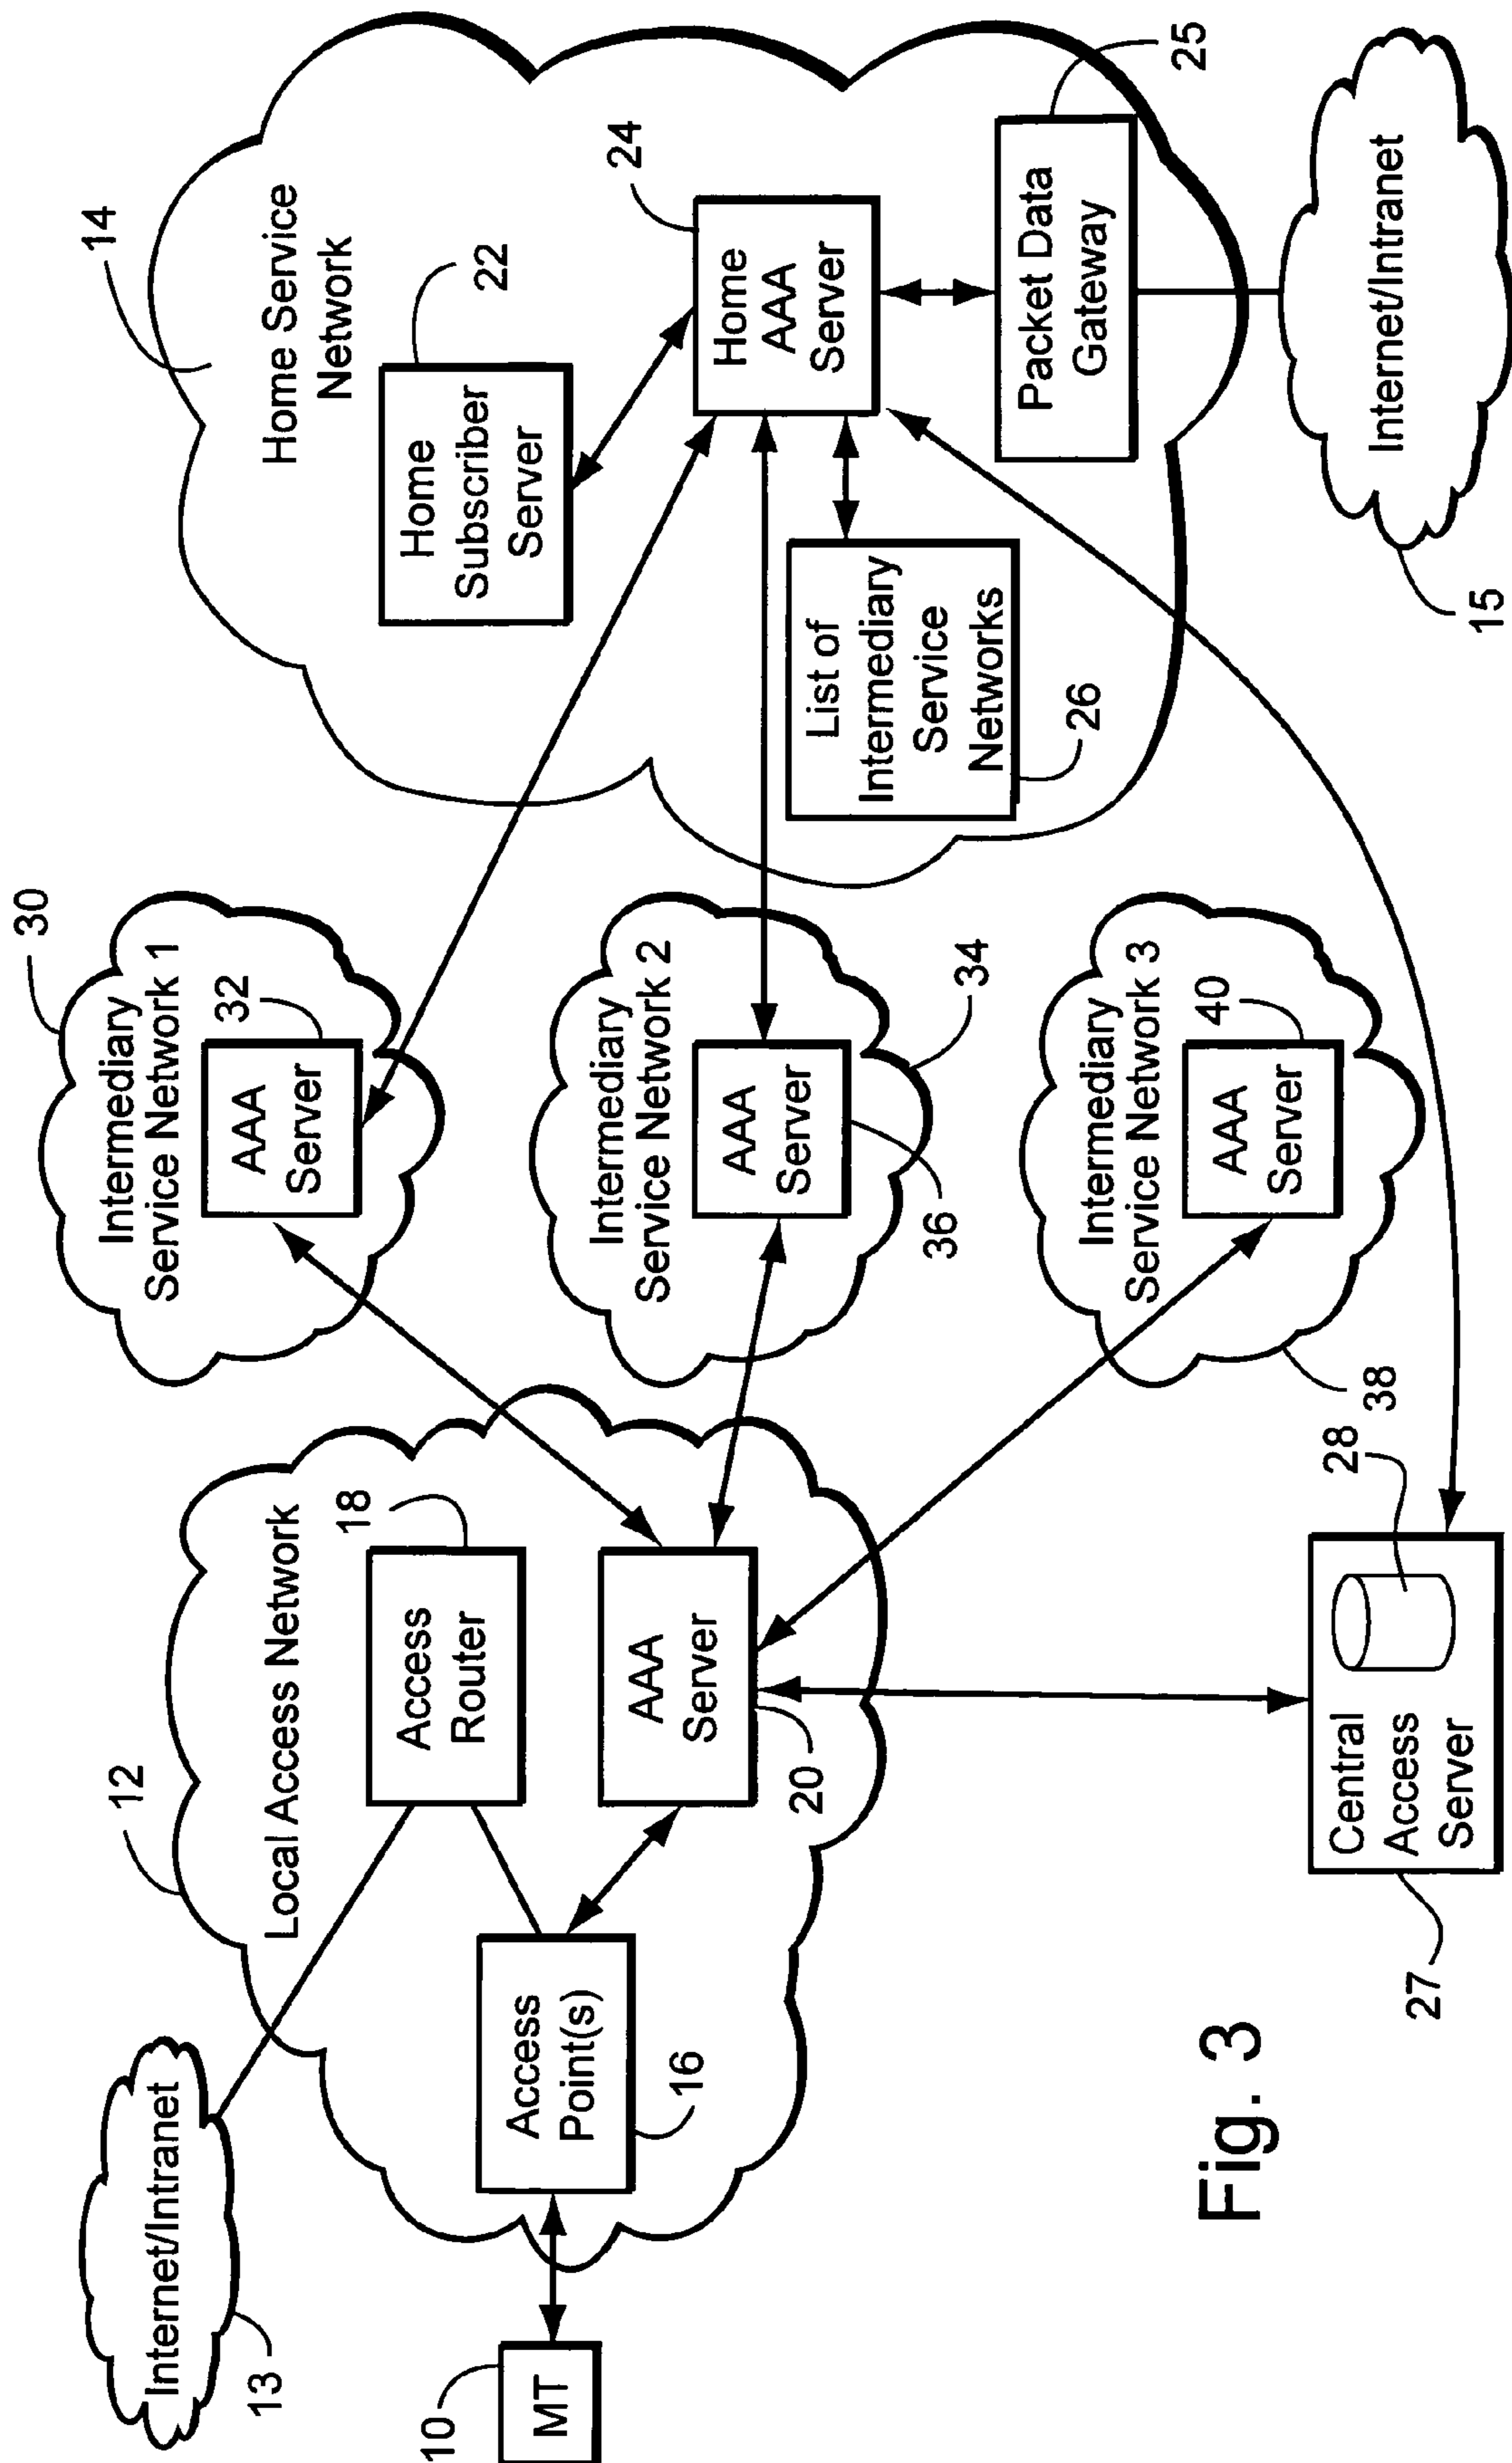 Internet/Intranet
13
10
MT
12
Local Access Network
Access
Point(s)
16
Access
Router
18
AAA
Server
20
30
Intermediary
Service Network 1
32
AAA
Server
Intermediary
Service Network 2
34
AAA
Server
36
Intermediary
Service Network 3
40
AAA
Server
38
14
Home Service
Network
Home
Subscriber
Server
22
24
Home
AAA
Server
List of
Intermediary
Service
Networks
26
Packet Data
Gateway
25
Internet/Intranet
15
Central
Access
Server
28
27
Fig. 3